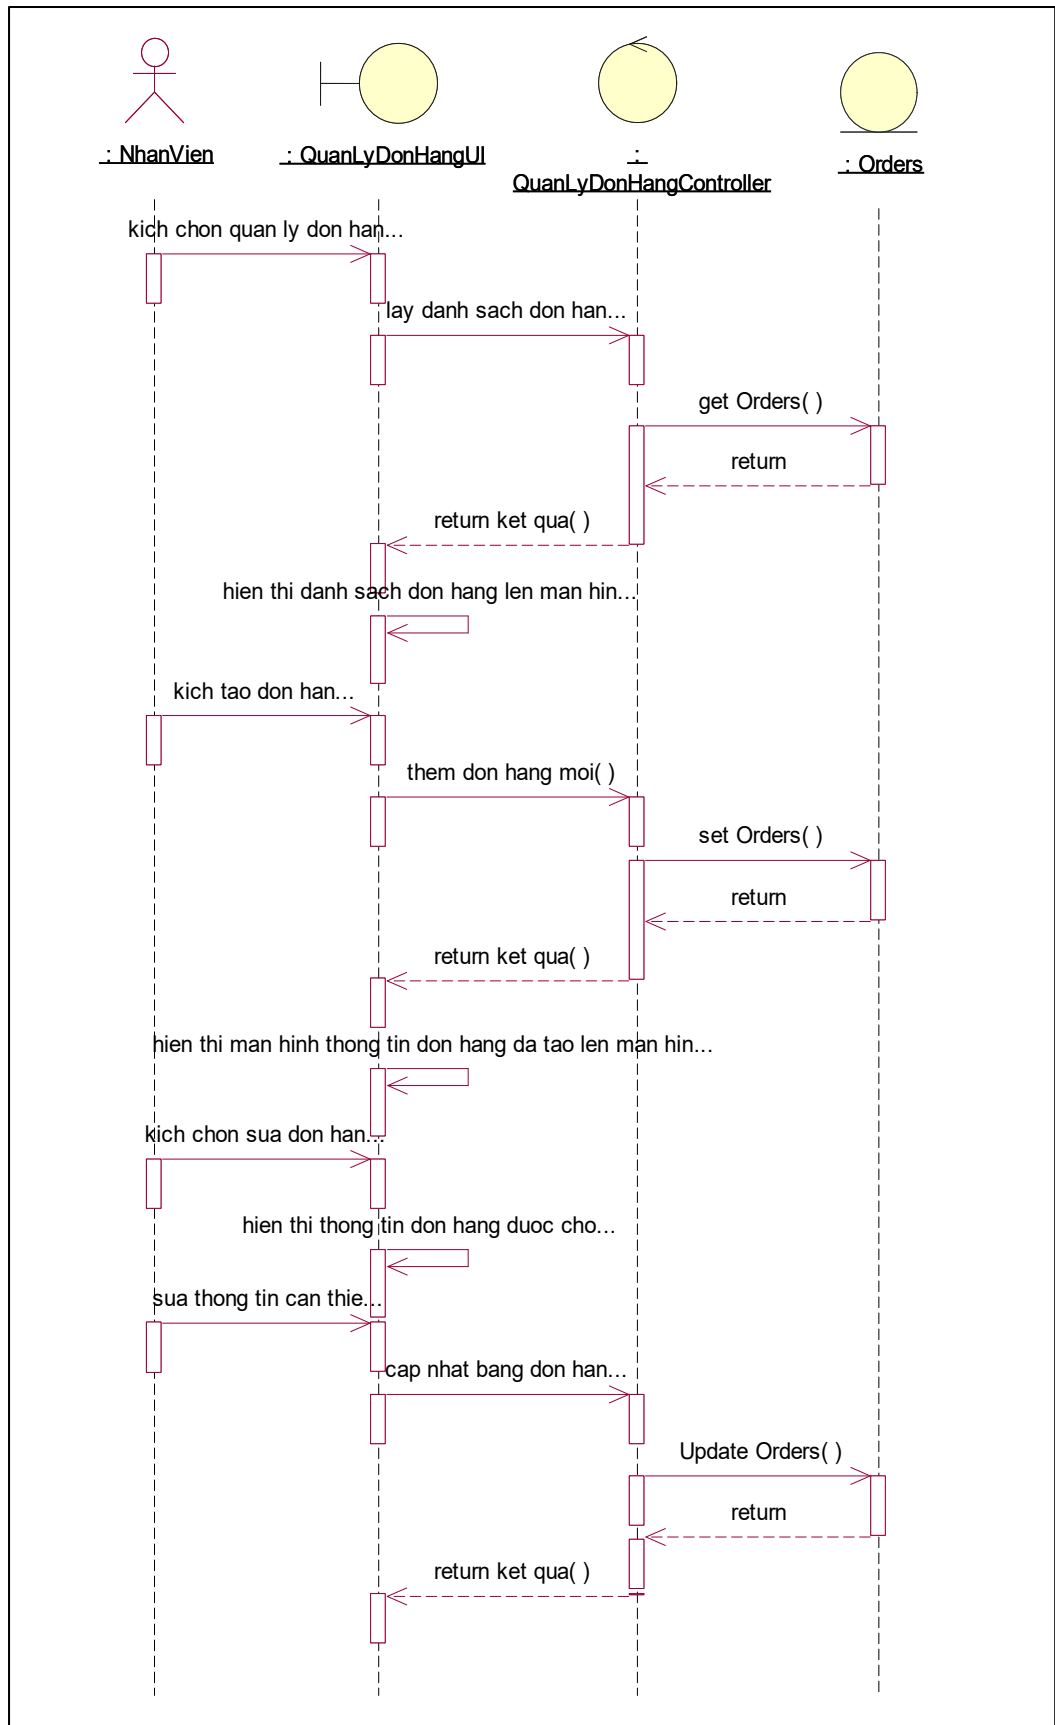 : NhanVien
: QuanLyDonHangUI
:
QuanLyDonHangController
: Orders
kich chon quan ly don han...
lay danh sach don han...
get Orders( )
return
return ket qua( )
hien thi danh sach don hang len man hin...
kich tao don han...
them don hang moi( )
set Orders( )
return
return ket qua( )
hien thi man hinh thong tin don hang da tao len man hin...
kich chon sua don han...
hien thi thong tin don hang duoc cho...
sua thong tin can thie...
cap nhat bang don han...
Update Orders( )
return
return ket qua( )